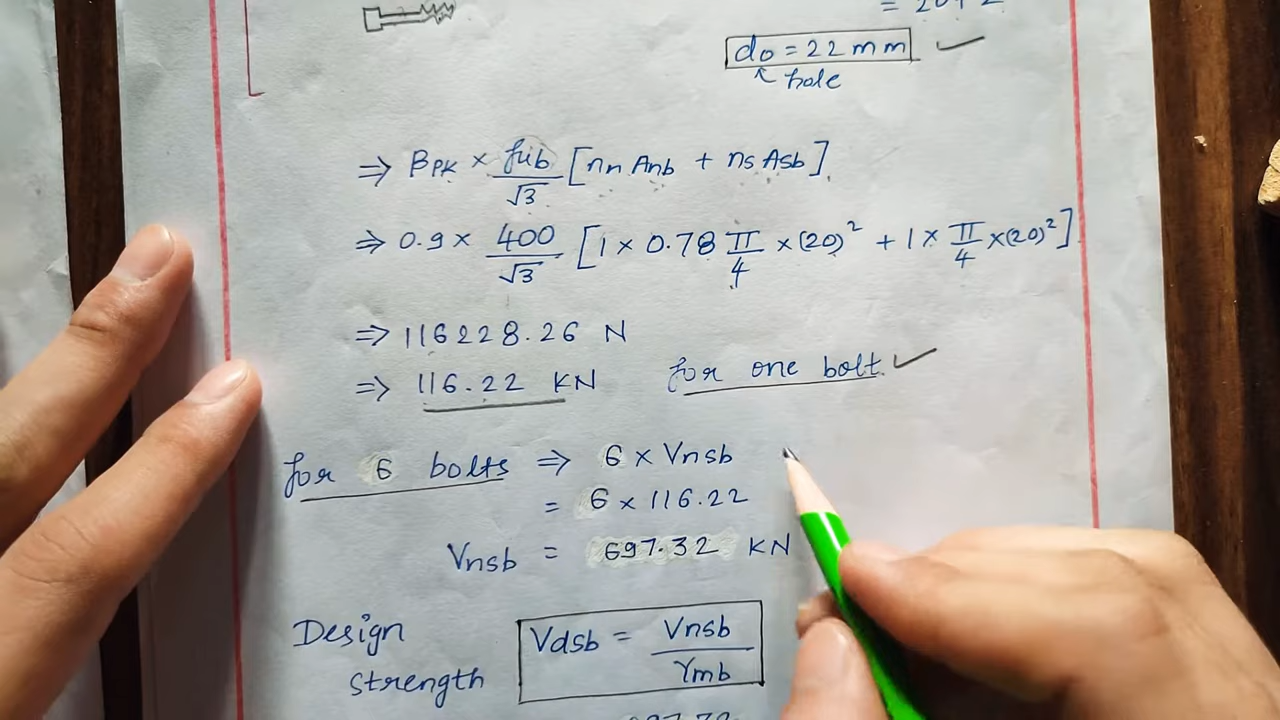 do = 22 mm
hole
⇒ βPK × fub/√3 [nn Anb + ns Asb]
⇒ 0.9 × 400/√3 [1 × 0.78 π/4 × (20)² + 1 × π/4 × (20)²]
⇒ 116228.26 N
⇒ 116.22 KN for one bolt
for 6 bolts ⇒ 6 × Vnsb
= 6 × 116.22
Vnsb = 697.32 KN
Design strength
Vdsb = Vnsb/γmb